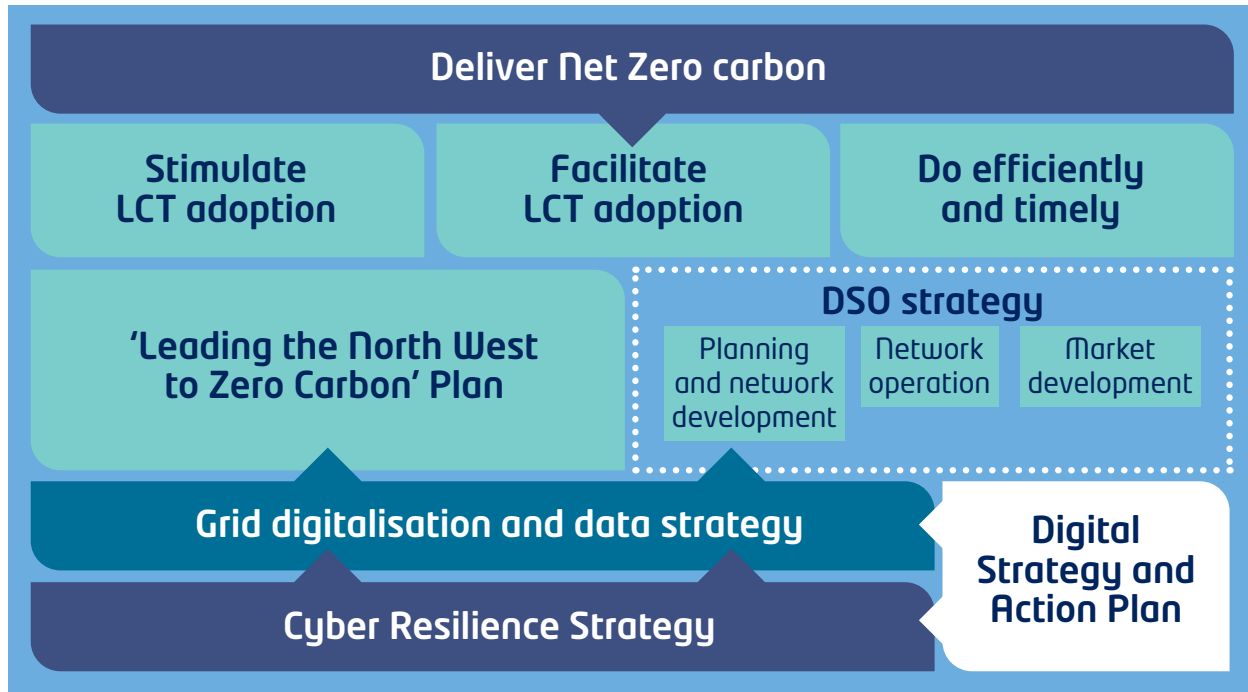 Deliver Net Zero carbon
Stimulate
LCT adoption
Facilitate
LCT adoption
Do efficiently
and timely
‘Leading the North West
to Zero Carbon’ Plan
DSO strategy
Planning
and network
development
Network
operation
Market
development
Grid digitalisation and data strategy
Cyber Resilience Strategy
Digital
Strategy and
Action Plan